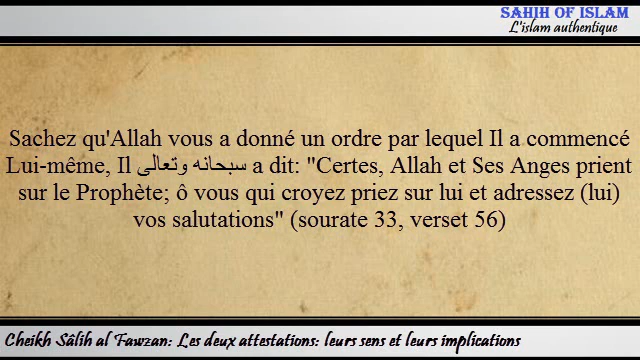 SAHIH OF ISLAM
L'islam authentique
Sachez qu'Allah vous a donné un ordre par lequel Il a commencé
Lui-même, Il سبحانه وتعالى a dit: "Certes, Allah et Ses Anges prient
sur le Prophète; ô vous qui croyez priez sur lui et adressez (lui)
vos salutations" (sourate 33, verset 56)
Cheikh Sâlih al Fawzan: Les deux attestations: leurs sens et leurs implications